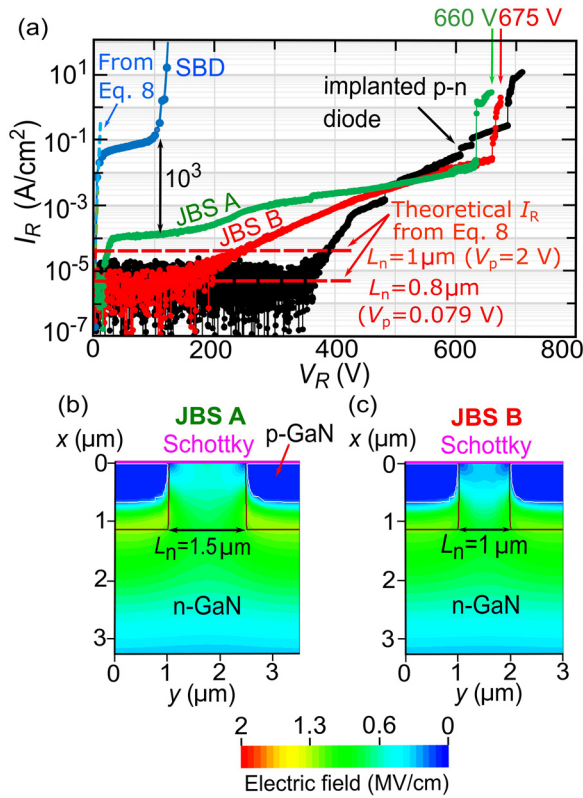 (a)
660 V 675 V
From
Eq. 8
SBD
implanted p-n
diode
10³
JBS A
JBS B
Theoretical I_R
from Eq. 8
L_n=1μm (V_p=2 V)
L_n=0.8μm
(V_p=0.079 V)
I_R (A/cm²)
10¹
10⁻¹
10⁻³
10⁻⁵
10⁻⁷
0 200 400 600 800
V_R (V)
(b)
JBS A
x (μm)
Schottky
p-GaN
0
1
2
3
L_n=1.5μm
n-GaN
0 1 2 3
y (μm)
(c)
JBS B
x (μm)
Schottky
0
1
2
3
L_n=1 μm
n-GaN
0 1 2 3
y (μm)
2 1.3 0.6 0
Electric field (MV/cm)